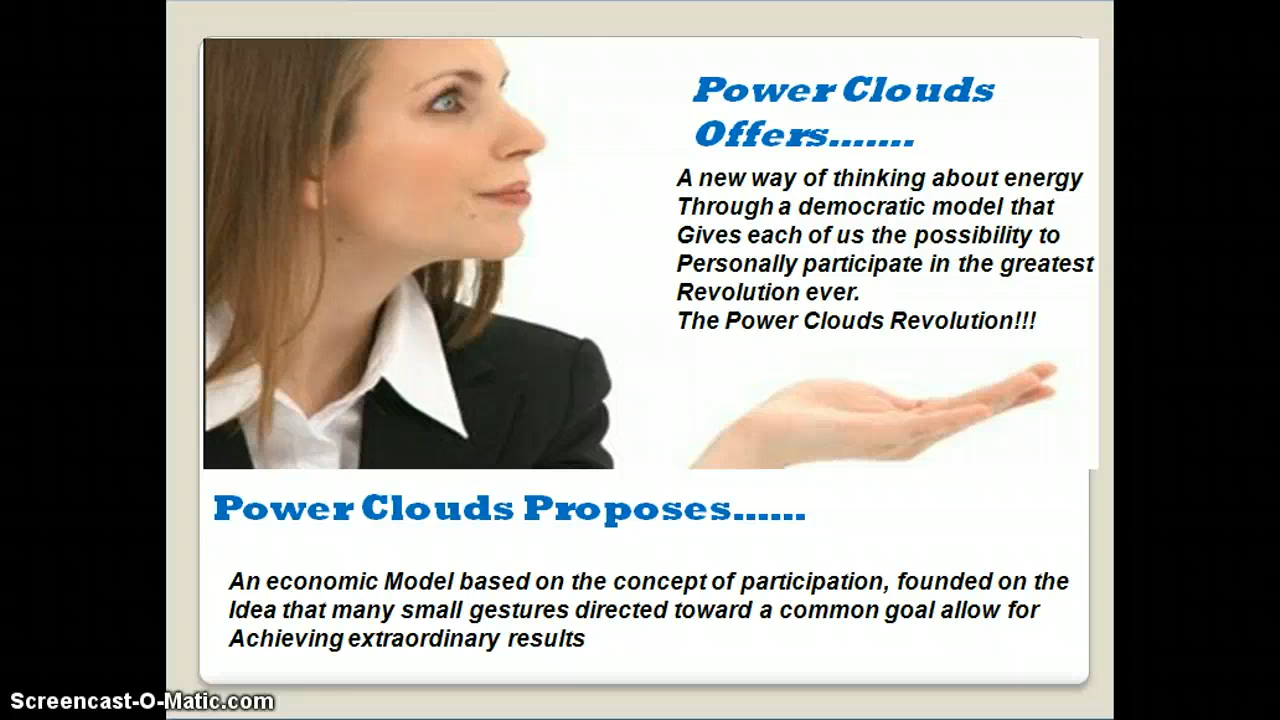 Power Clouds
Offers.......
A new way of thinking about energy
Through a democratic model that
Gives each of us the possibility to
Personally participate in the greatest
Revolution ever.
The Power Clouds Revolution!!!
Power Clouds Proposes......
An economic Model based on the concept of participation, founded on the
Idea that many small gestures directed toward a common goal allow for
Achieving extraordinary results
Screencast-O-Matic.com